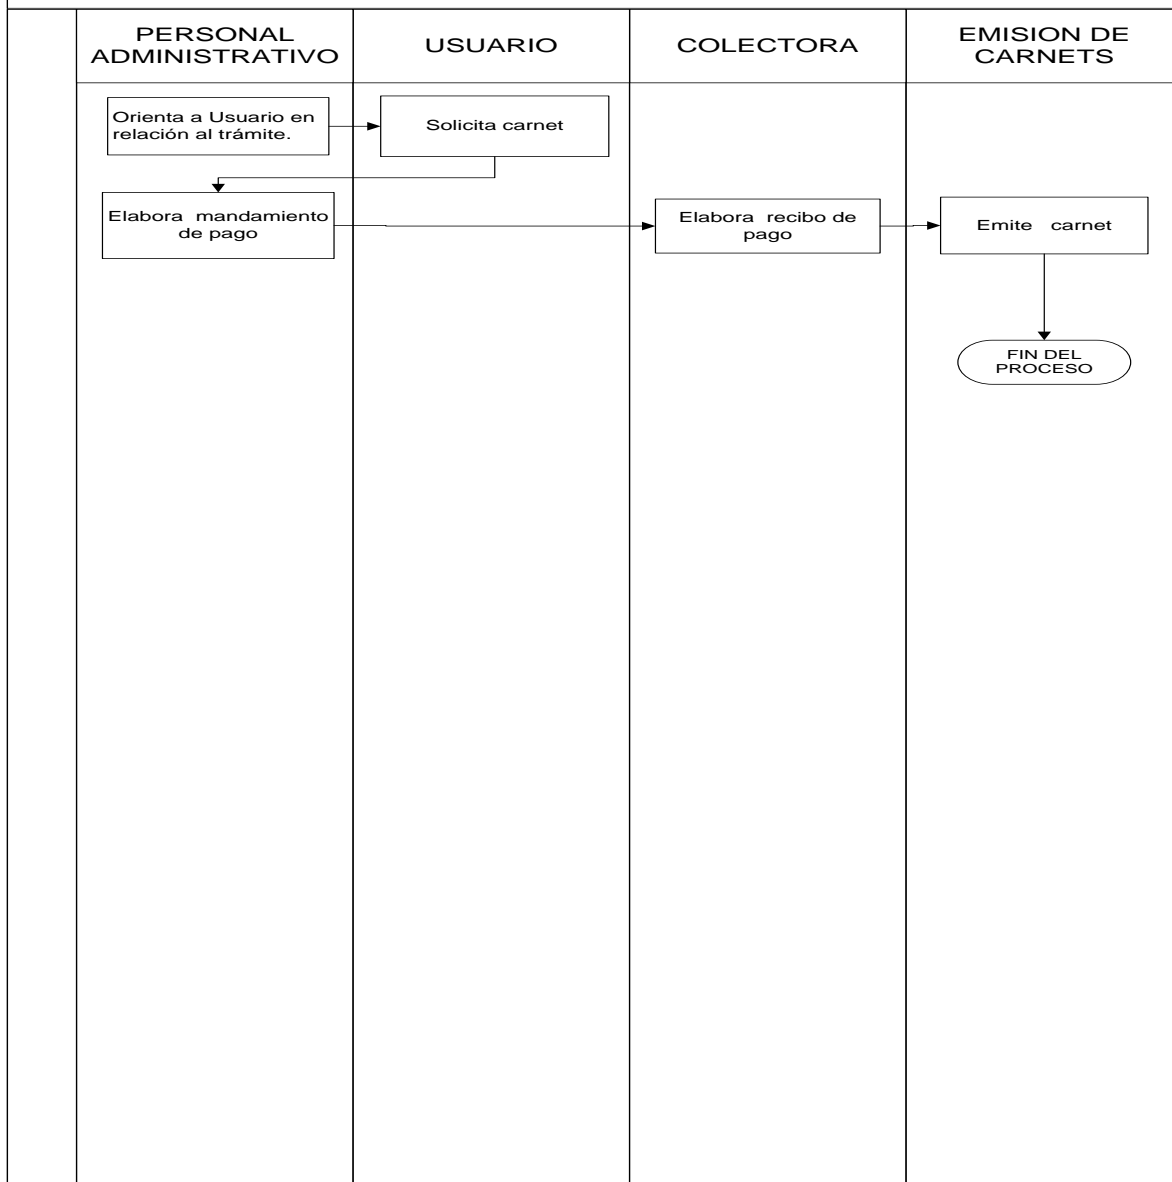 PERSONAL
ADMINISTRATIVO
USUARIO
COLECTORA
EMISION DE
CARNETS
Orienta a Usuario en
relación al trámite.
Solicita carnet
Elabora mandamiento
de pago
Elabora recibo de
pago
Emite carnet
FIN DEL
PROCESO